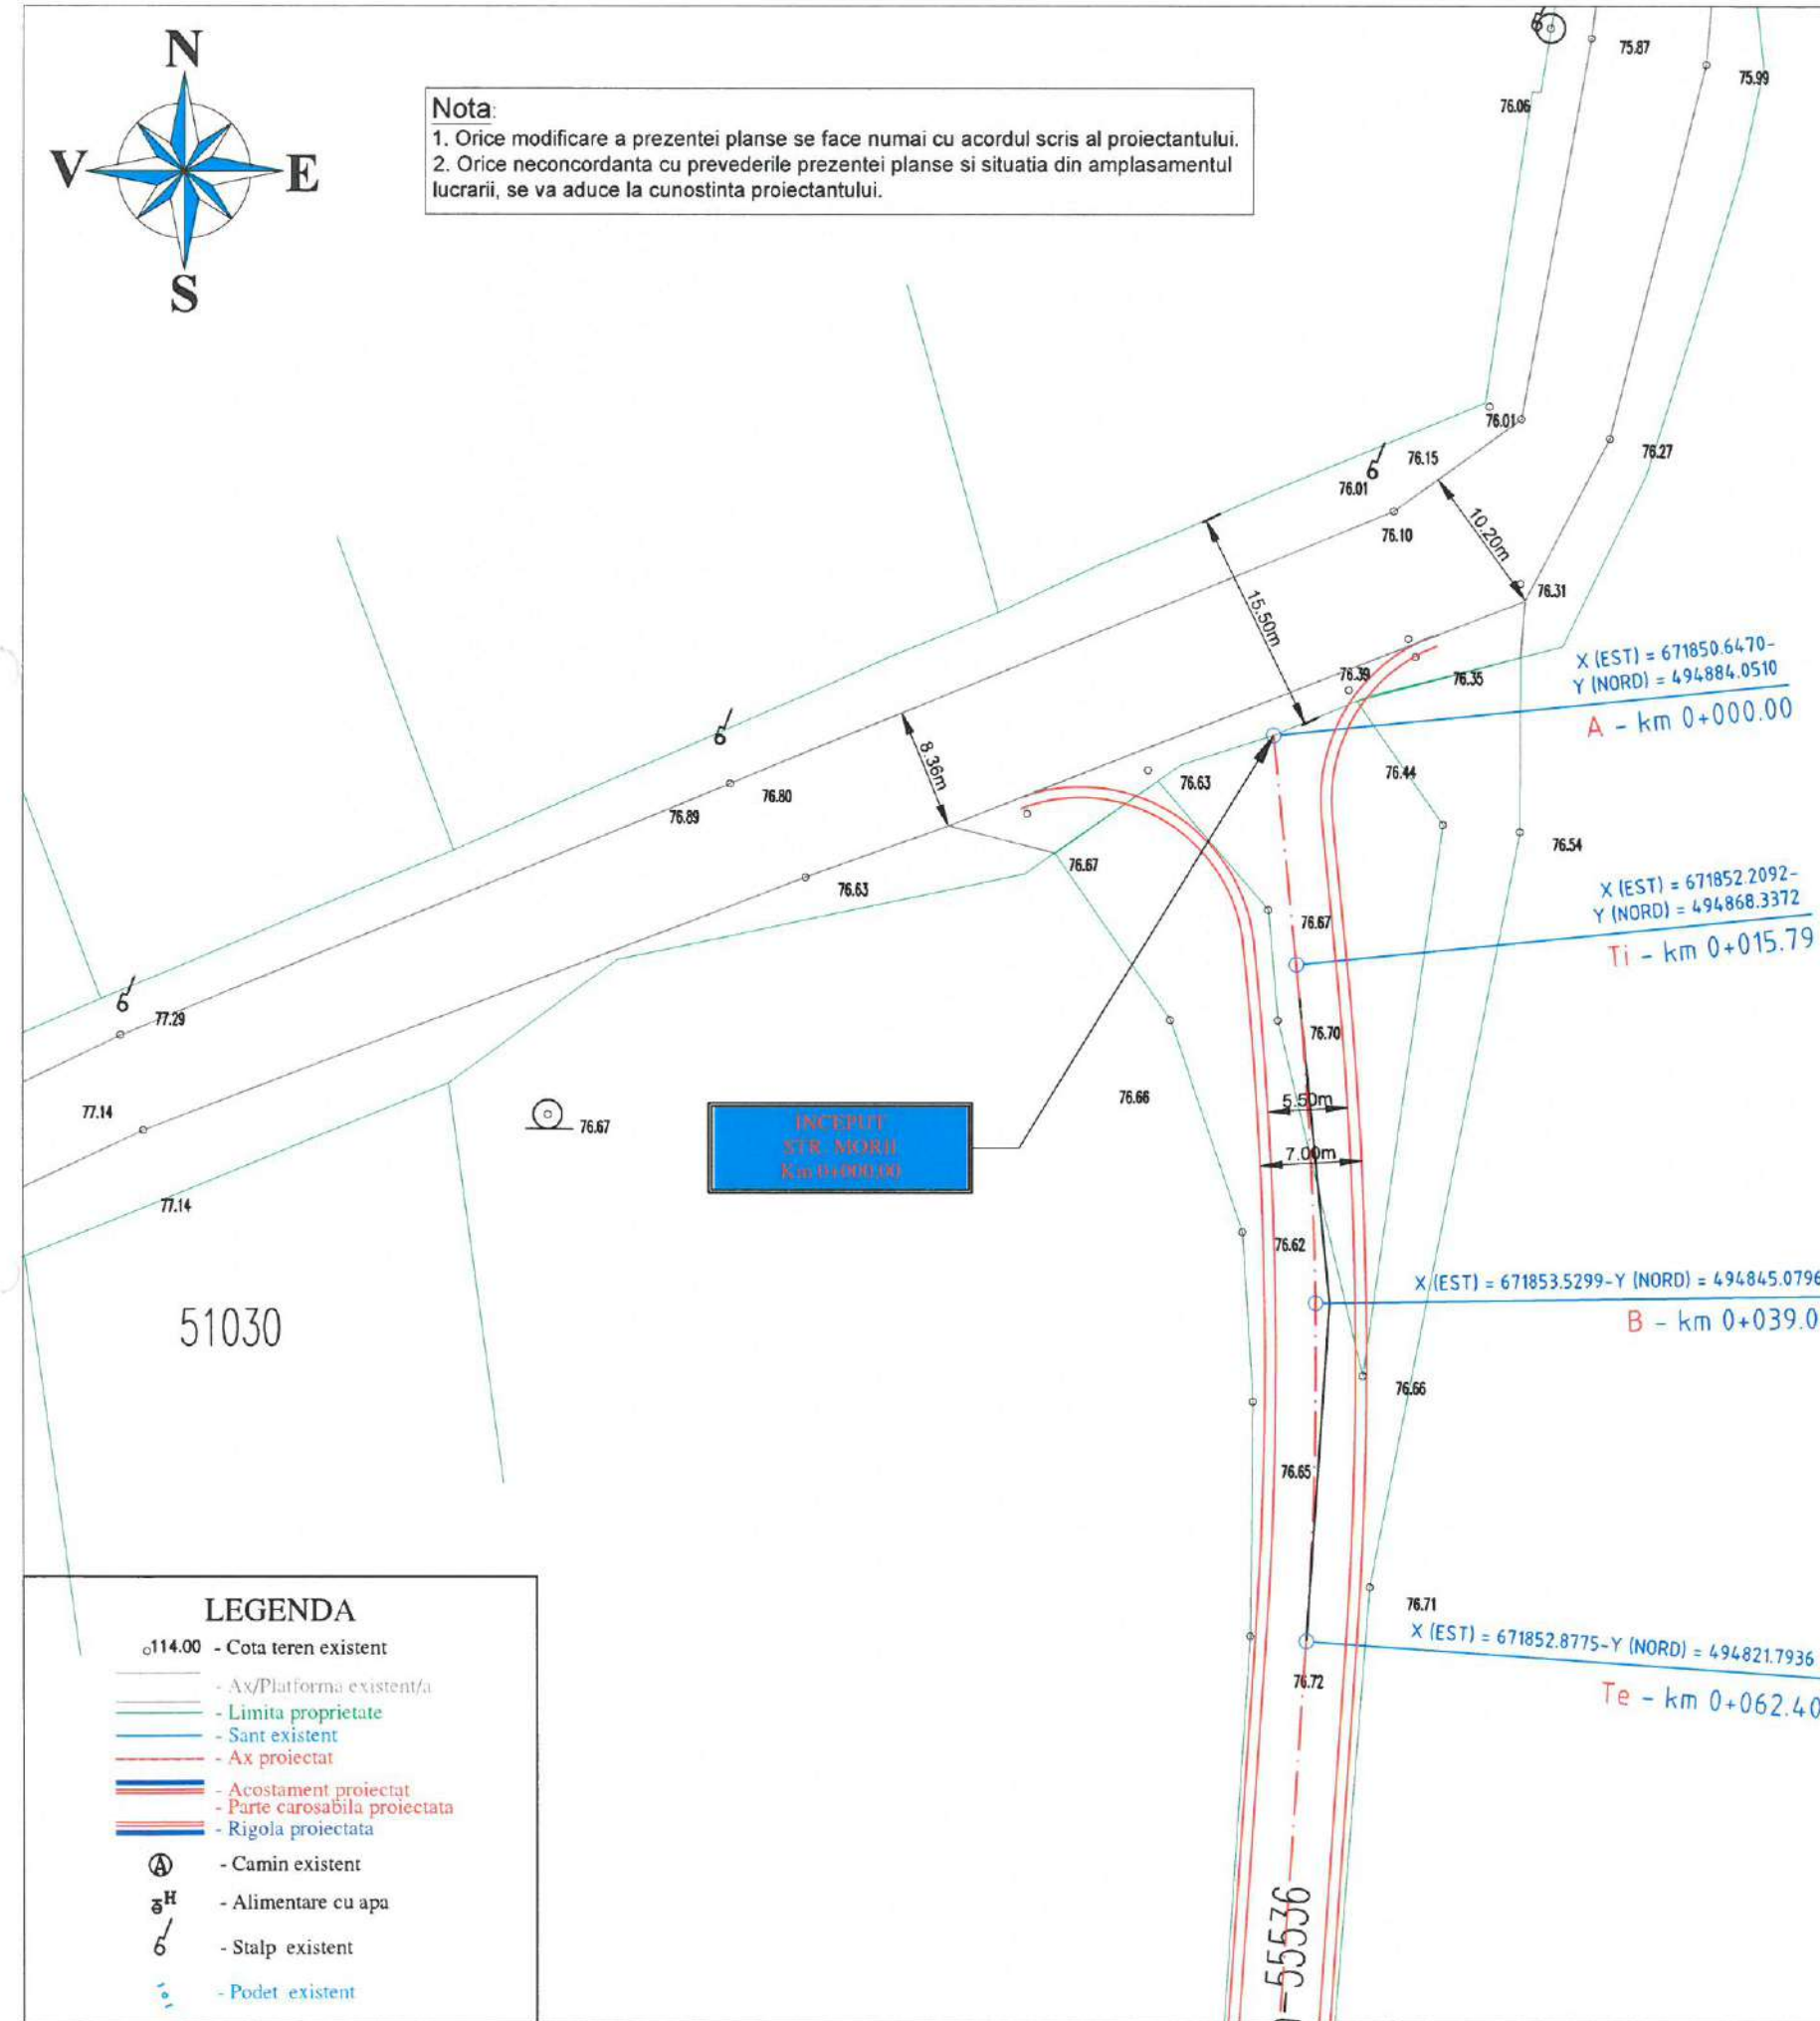 N
V
E
S
Nota:
1. Orice modificare a prezentei planse se face numai cu acordul scris al proiectantului.
2. Orice neconcordanta cu prevederile prezentei planse si situatia din amplasamentul
lucrarii, se va aduce la cunostinta proiectantului.
75.87
75.99
76.06
76.01
76.15
76.27
76.01
76.10
10.20m
76.31
15.50m
X (EST) = 671850.6470-
Y (NORD) = 494884.0510
A - km 0+000.00
76.39
76.35
8.36m
76.63
76.44
76.80
76.89
76.54
76.67
76.63
X (EST) = 671852.2092-
Y (NORD) = 494868.3372
Ti - km 0+015.79
76.67
77.29
76.70
77.14
76.66
5.50m
76.67
INCEPUT
STR. MORII
Km 0+000.00
7.00m
77.14
76.62
X (EST) = 671853.5299-Y (NORD) = 494845.0796
B - km 0+039.0
51030
76.66
76.65
76.71
X (EST) = 671852.8775-Y (NORD) = 494821.7936
76.72
Te - km 0+062.40
-55536
LEGENDA
114.00 - Cota teren existent
- Ax/Platforma existent/a
- Limita proprietate
- Sant existent
- Ax proiectat
- Acostament proiectat
- Parte carosabila proiectata
- Rigola proiectata
A - Camin existent
H - Alimentare cu apa
- Stalp existent
- Podet existent